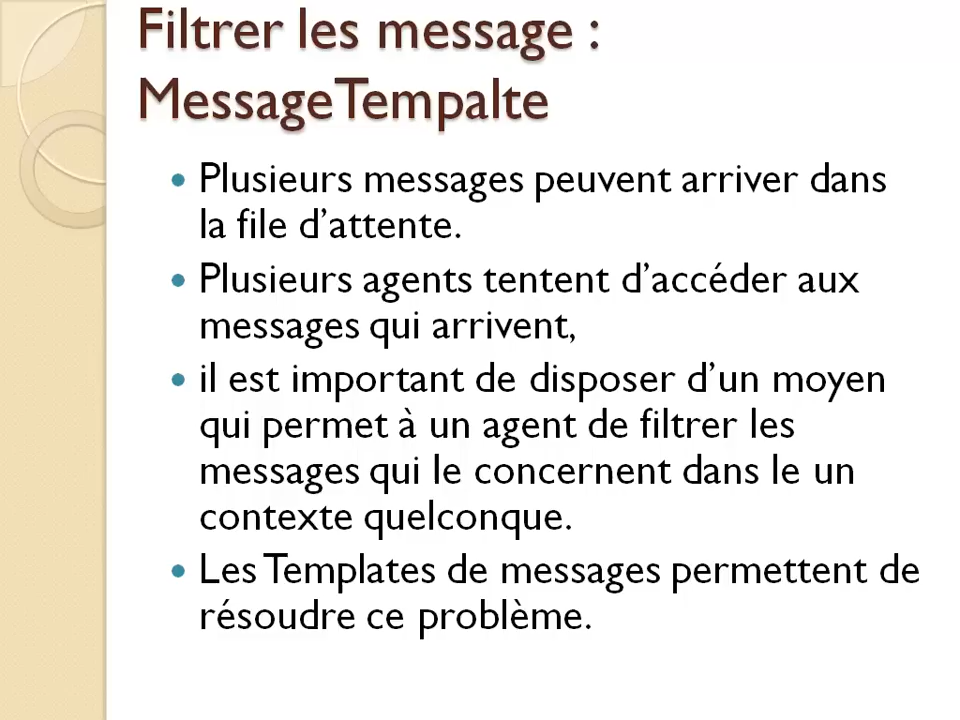 Filtrer les message :
MessageTempalte
• Plusieurs messages peuvent arriver dans
la file d’attente.
• Plusieurs agents tentent d’accéder aux
messages qui arrivent,
• il est important de disposer d’un moyen
qui permet à un agent de filtrer les
messages qui le concernent dans le un
contexte quelconque.
• Les Templates de messages permettent de
résoudre ce problème.